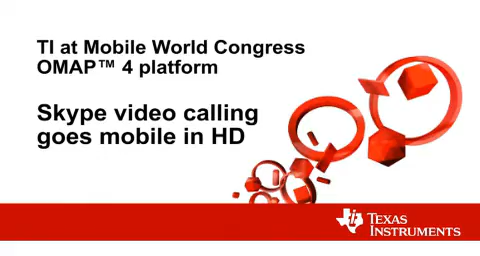 TI at Mobile World Congress
OMAP™ 4 platform
Skype video calling
goes mobile in HD
TEXAS
INSTRUMENTS